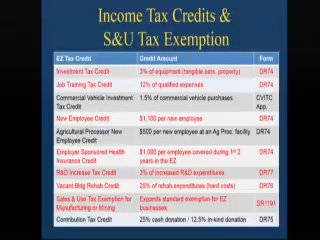 Income Tax Credits &
S&U Tax Exemption
EZ Tax Credit Credit Amount Form
Investment Tax Credit 3% of equipment (tangible pers. property) DR74
Job Training Tax Credit 12% of qualified expenses DR74
Commercial Vehicle Investment 1.5% of commercial vehicle purchases CVITC
Tax Credit App.
New Employee Credit $1,100 per new employee DR74
Agricultural Processor New $500 per new employee at an Ag Proc. facility DR74
Employee Credit
Employer Sponsored Health $1,000 per employee covered during 1st 2 DR74
Insurance Credit years in the EZ
R&D Increase Tax Credit 3% of increased R&D expenditures DR77
Vacant Bldg Rehab Credit 25% of rehab expenditures (hard costs) DR76
Sales & Use Tax Exemption for Expands standard exemption for EZ DR1191
Manufacturing or Mining businesses
Contribution Tax Credit 25% cash donation / 12.5% in-kind donation DR75